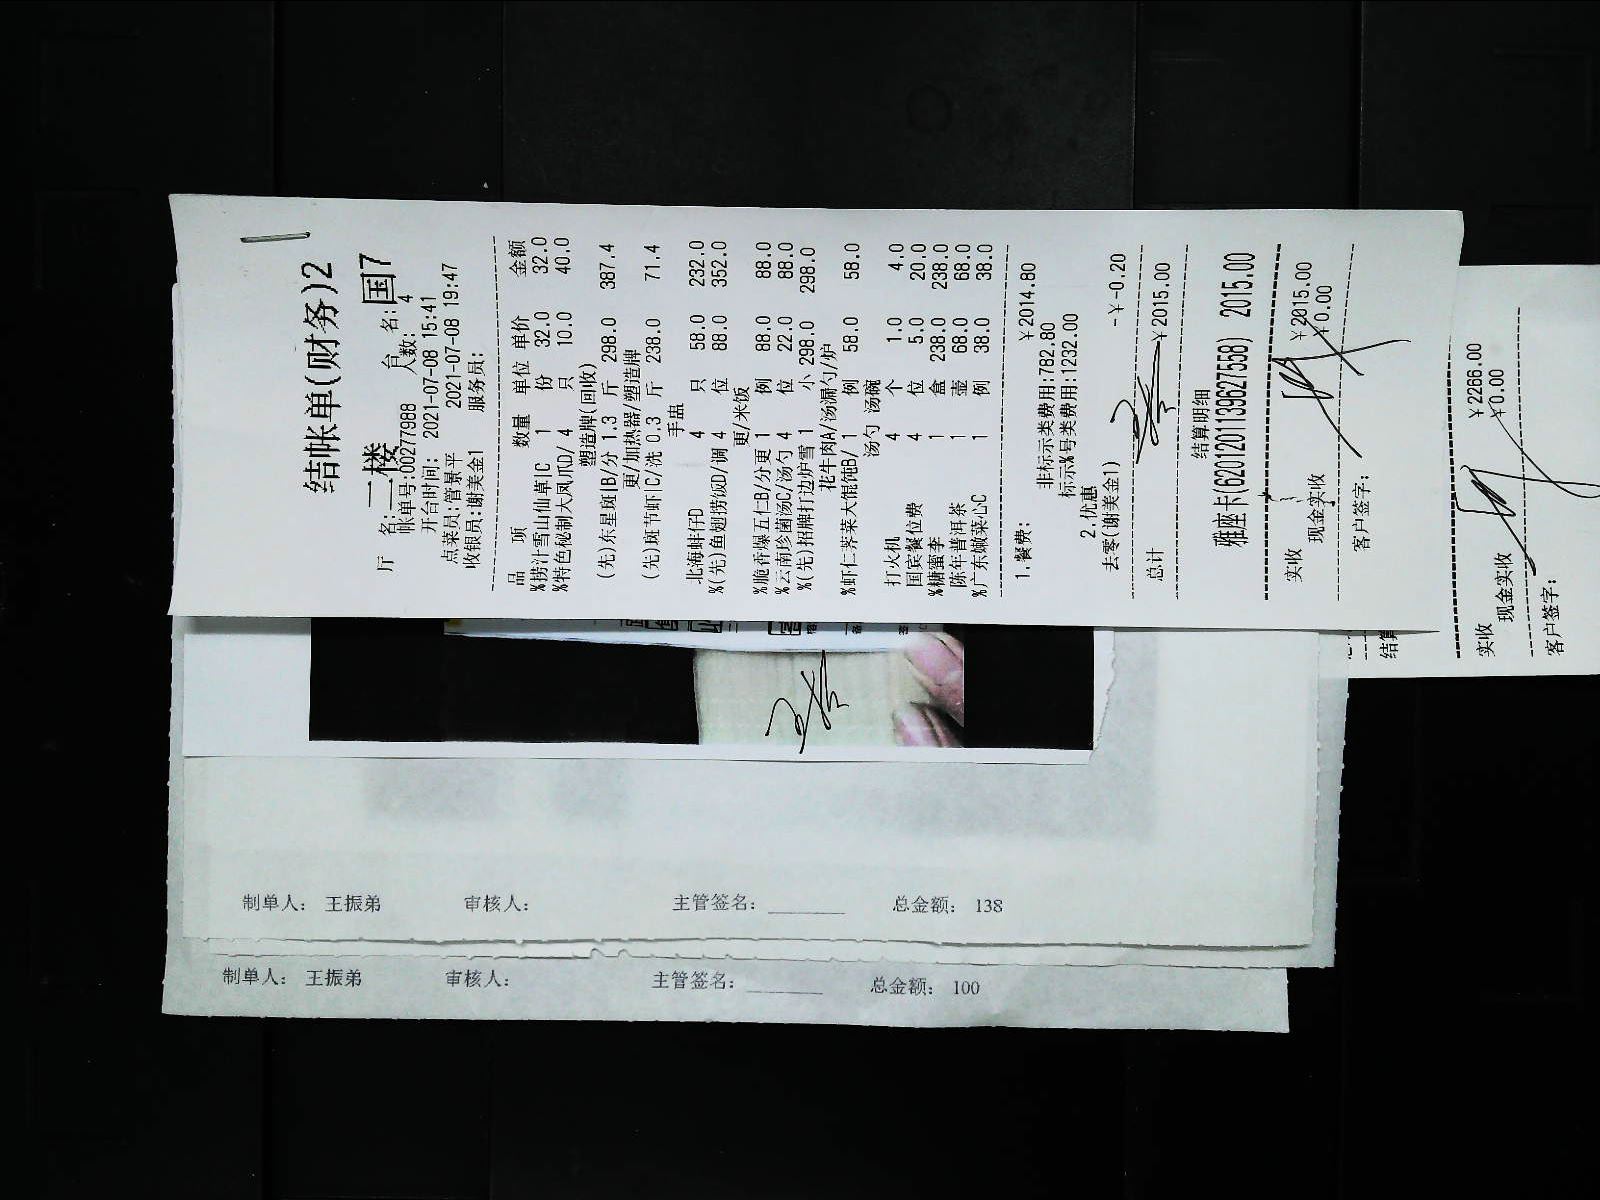 结帐单(财务)2
厅 名:二楼 台 名:国7
帐单号:00277988 人数: 4
开台时间: 2021-07-08 15:41
点菜员:管景平 2021-07-08 19:47
收银员:谢美金1 服务员:
品 项 数量 单位 单价 金额
%捞汁雪山仙草IC 1 份 32.0 32.0
%特色秘制大凤爪D/ 4 只 10.0 40.0
塑造牌(回收)
(先)东星斑IB/分 1.3 斤 298.0 387.4
更/加热器/塑造牌
(先)斑节虾IC/洗 0.3 斤 238.0 71.4
手盅
北海蚌仔D 4 只 58.0 232.0
%(先)鱼翅捞饭D/调 4 位 88.0 352.0
更/米饭
%脆香爆五仁B/分更 1 例 88.0 88.0
%云南珍菌汤C/汤勺 4 位 22.0 88.0
%(先)招牌打边炉雪 1 小 298.0 298.0
花牛肉A/汤漏勺/炉
%虾仁荠菜大馄饨B/ 1 例 58.0 58.0
汤勺 汤碗
打火机 4 个 1.0 4.0
国宾餐位费 4 位 5.0 20.0
%糖蜜李 1 盒 238.0 238.0
陈年普洱茶 1 壶 68.0 68.0
%广东嫩菜心C 1 例 38.0 38.0
1.餐费: ￥2014.80
非标示类费用:782.80
标示%号类费用:1232.00
2.优惠
去零(谢美金1) -￥-0.20
总计 ￥2015.00
结算明细
雅座卡(6201201139627558) 2015.00
实收 ￥2015.00
现金实收 ￥0.00
客户签字:
结算
￥2266.00
实收
现金实收 ￥0.00
客户签字:
制单人: 王振弟 审核人: 主管签名: 总金额: 138
制单人: 王振弟 审核人: 主管签名: 总金额: 100